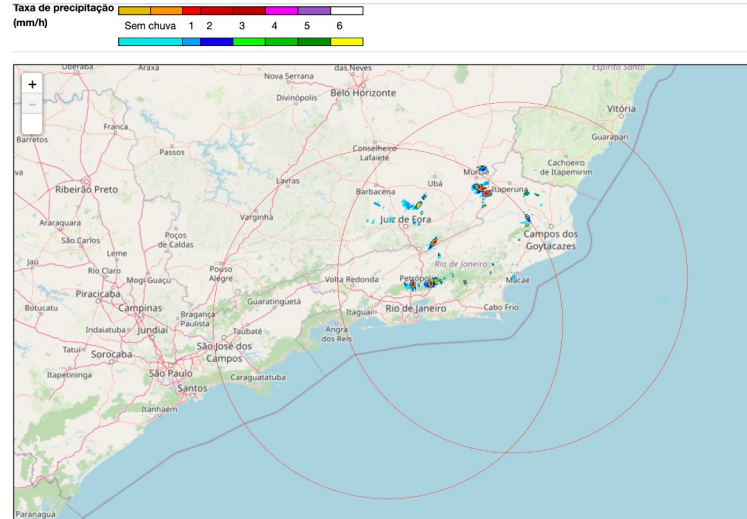 Taxa de precipitação
(mm/h)
Sem chuva 1 2 3 4 5 6
+
−
Uberaba
Araxá
das Neves
Espírito Santo
Nova Serrana
Belo Horizonte
Divinópolis
Vitória
Franca
Guarapari
Barretos
Passos
Conselheiro
Lafaiete
Cachoeiro
de Itapemirim
va
Muriaé
Ribeirão Preto
Lavras
Barbacena
Ubá
Itaperuna
Araraquara
Varginha
Juiz de Fora
São Carlos
Poços
de Caldas
Campos dos
Goytacazes
Leme
Jaú
Rio Claro
Pouso
Alegre
Rio de Janeiro
Mogi Guaçu
Volta Redonda
Petrópolis
Macaé
Piracicaba
Guaratinguetá
Botucatu
Campinas
Bragança
Paulista
Itaguaí
Rio de Janeiro
Cabo Frio
Indaiatuba
Jundiaí
Taubaté
Angra
dos Reis
Tatuí
Sorocaba
São José dos
Campos
Itapetininga
São Paulo
Caraguatatuba
Santos
Itanhaém
Paranaguá